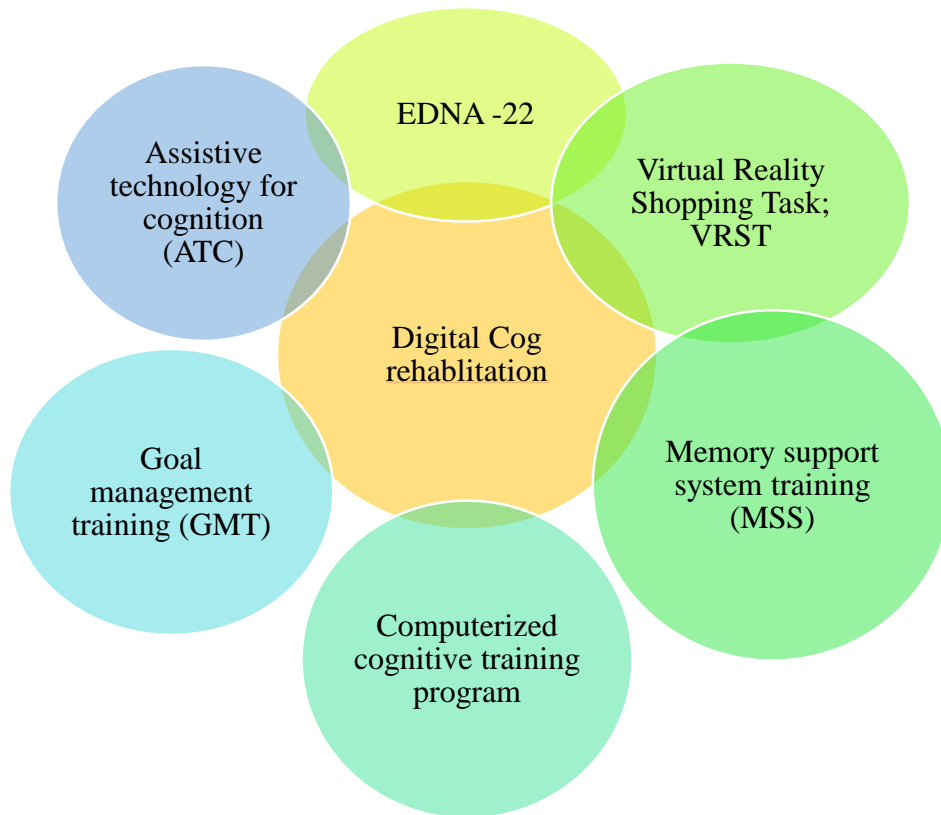 EDNA -22
Virtual Reality
Shopping Task;
VRST
Memory support
system training
(MSS)
Computerized
cognitive training
program
Goal
management
training (GMT)
Assistive
technology for
cognition
(ATC)
Digital Cog
rehablitation